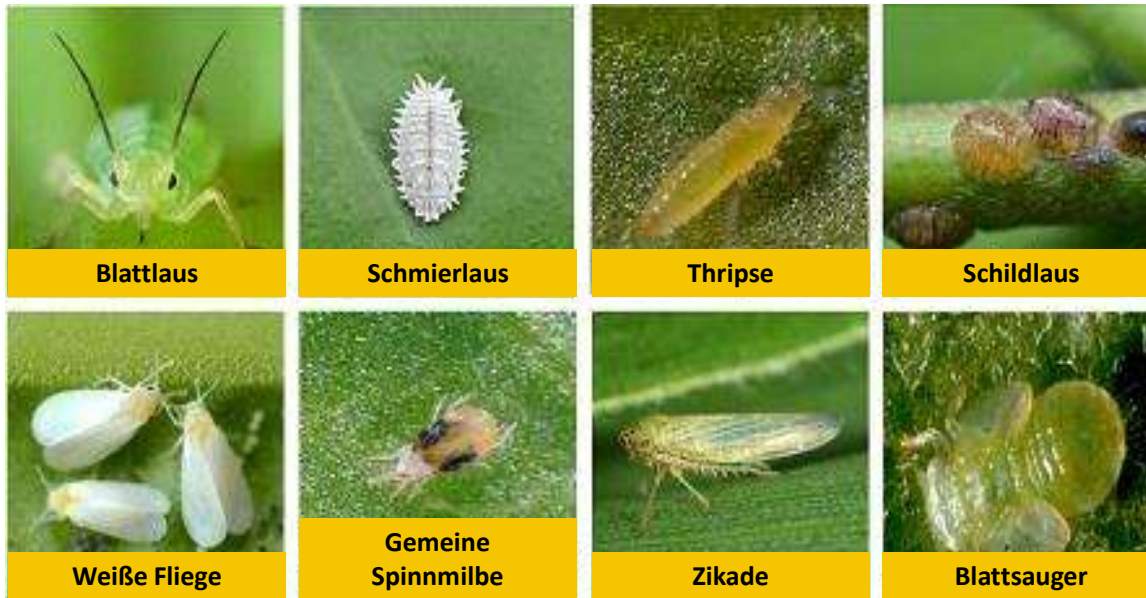 Blattlaus
Schmierlaus
Thripse
Schildlaus
Weiße Fliege
Gemeine
Spinnmilbe
Zikade
Blattsauger